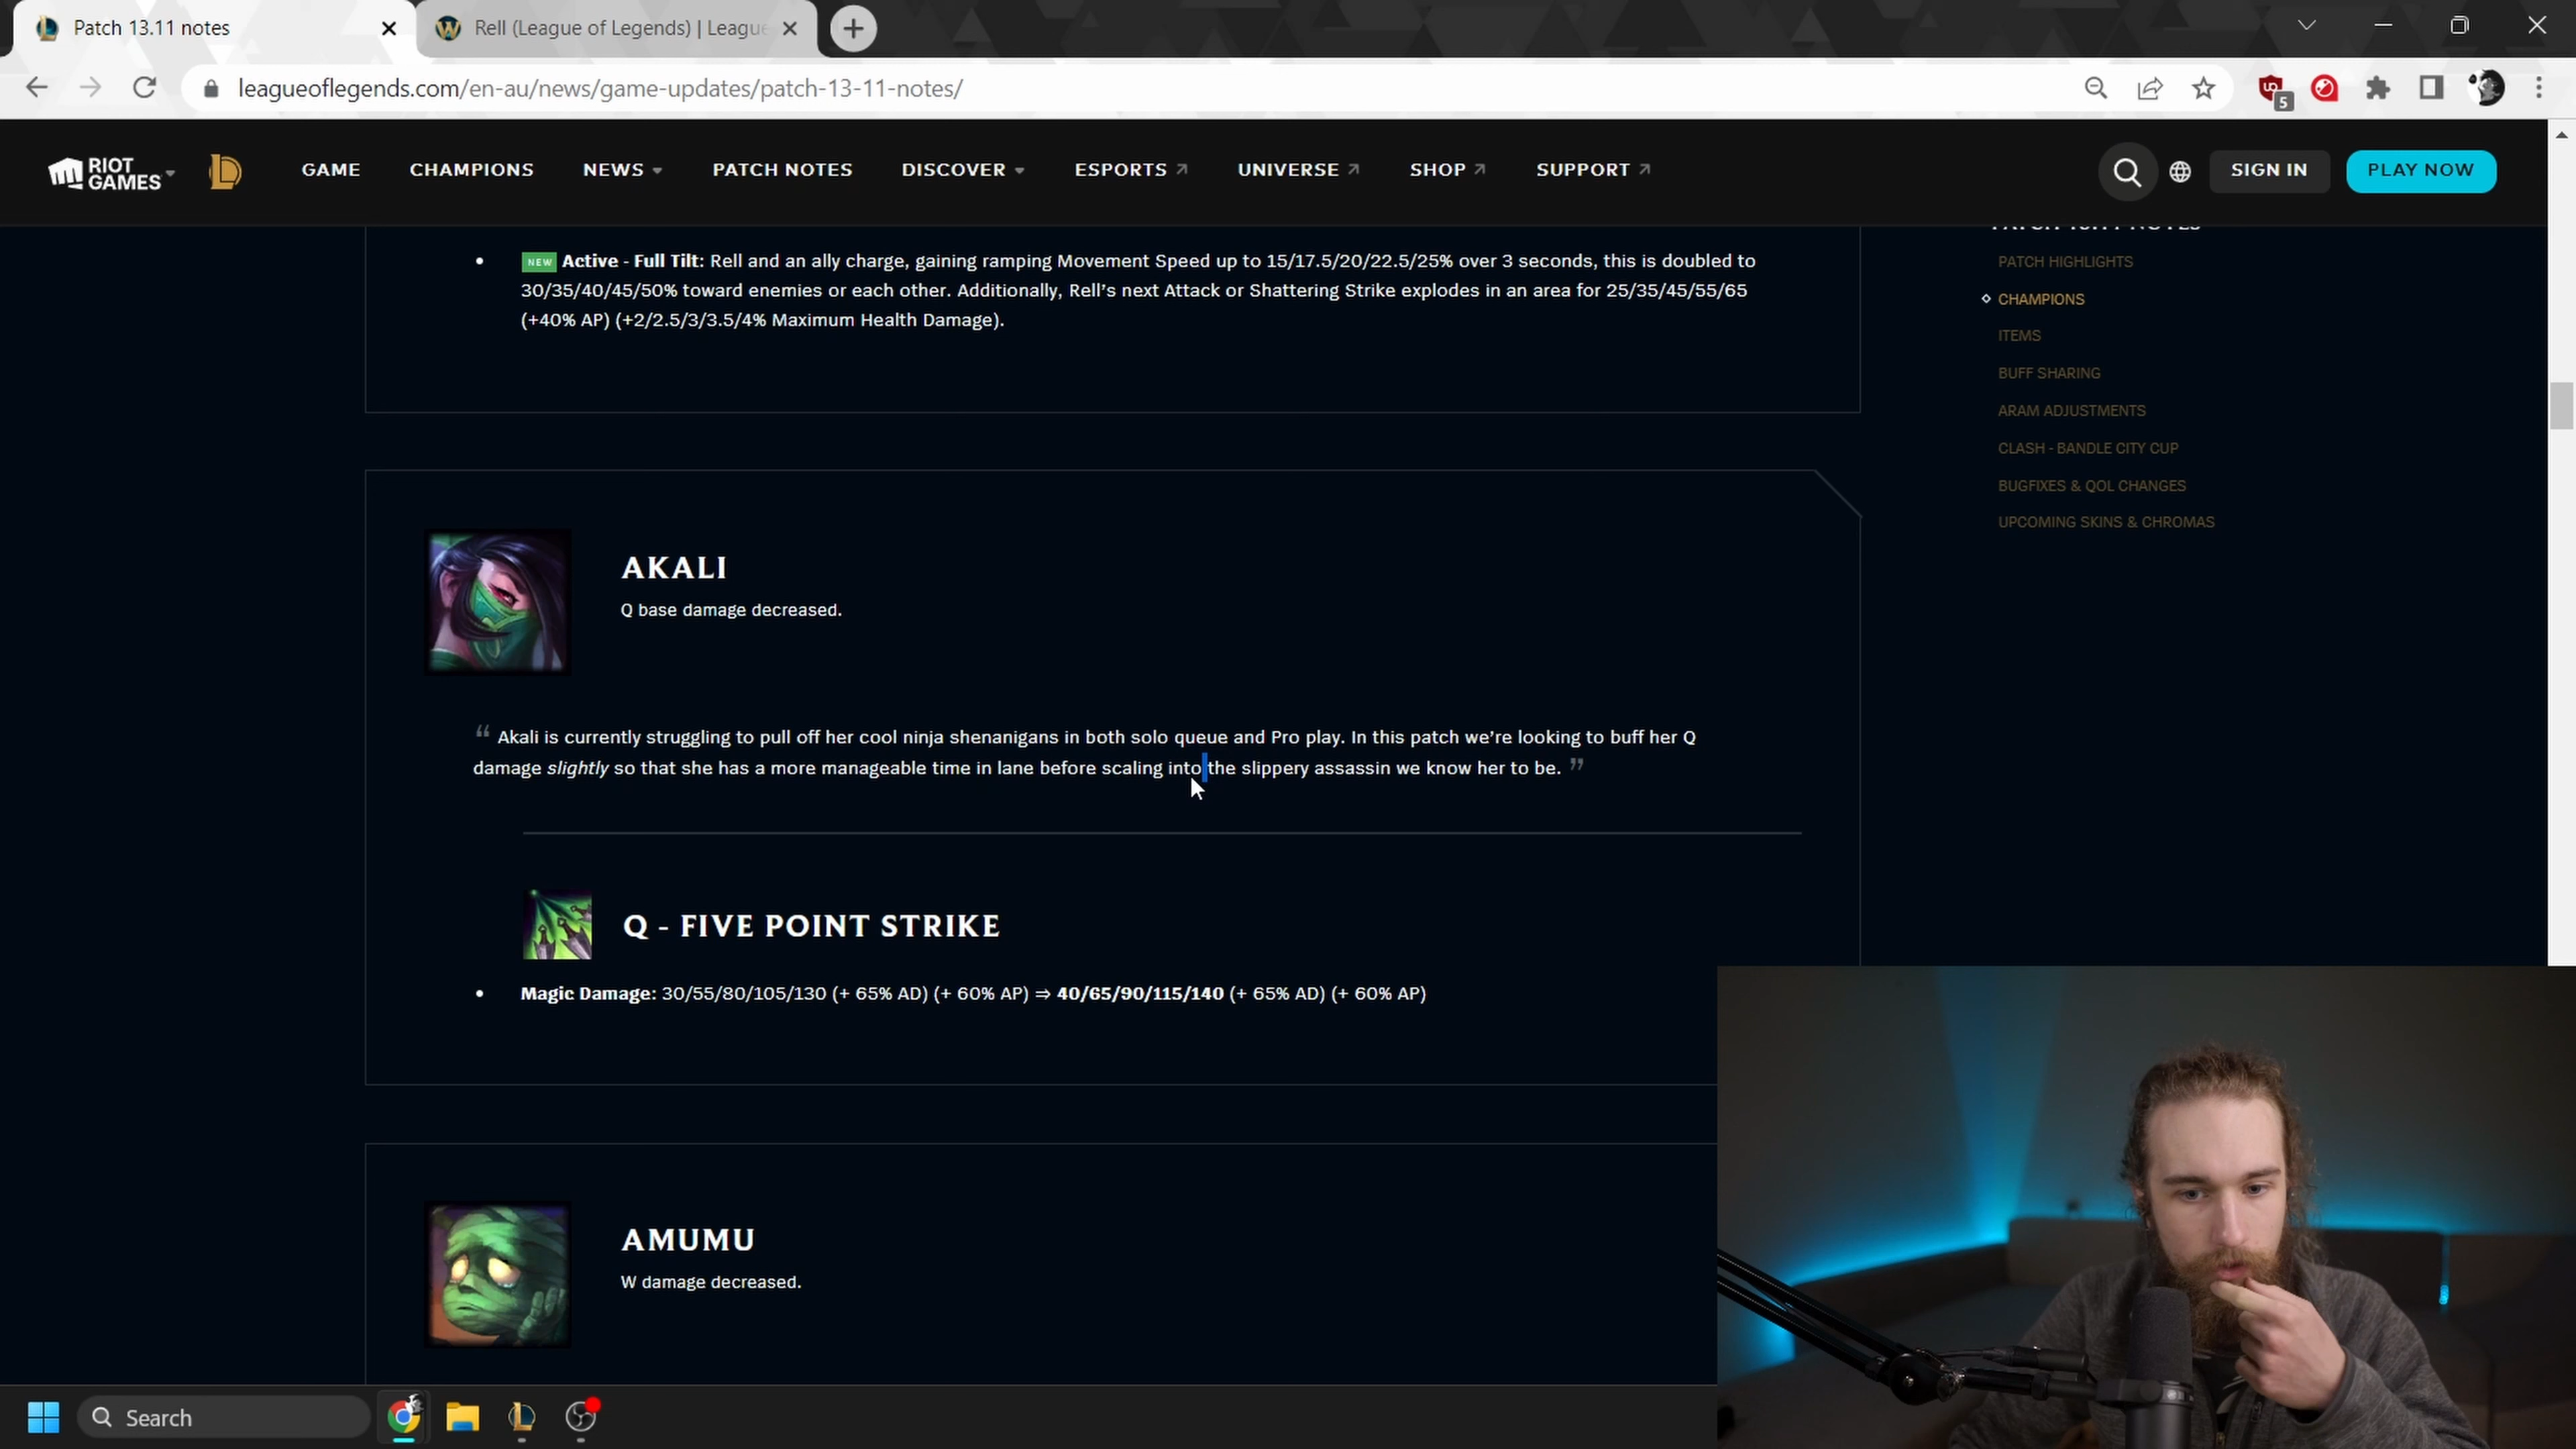 Patch 13.11 notes
Rell (League of Legends) | League
leagueoflegends.com/en-au/news/game-updates/patch-13-11-notes/
5
RIOT GAMES
GAME
CHAMPIONS
NEWS
PATCH NOTES
DISCOVER
ESPORTS
UNIVERSE
SHOP
SUPPORT
SIGN IN
PLAY NOW
NEW Active - Full Tilt: Rell and an ally charge, gaining ramping Movement Speed up to 15/17.5/20/22.5/25% over 3 seconds, this is doubled to
30/35/40/45/50% toward enemies or each other. Additionally, Rell's next Attack or Shattering Strike explodes in an area for 25/35/45/55/65
(+40% AP) (+2/2.5/3/3.5/4% Maximum Health Damage).
PATCH 13.11 NOTES
PATCH HIGHLIGHTS
CHAMPIONS
ITEMS
BUFF SHARING
ARAM ADJUSTMENTS
CLASH - BANDLE CITY CUP
BUGFIXES & QOL CHANGES
UPCOMING SKINS & CHROMAS
AKALI
Q base damage decreased.
“ Akali is currently struggling to pull off her cool ninja shenanigans in both solo queue and Pro play. In this patch we’re looking to buff her Q
damage slightly so that she has a more manageable time in lane before scaling into the slippery assassin we know her to be. ”
Q - FIVE POINT STRIKE
Magic Damage: 30/55/80/105/130 (+ 65% AD) (+ 60% AP) ⇒ 40/65/90/115/140 (+ 65% AD) (+ 60% AP)
AMUMU
W damage decreased.
Search